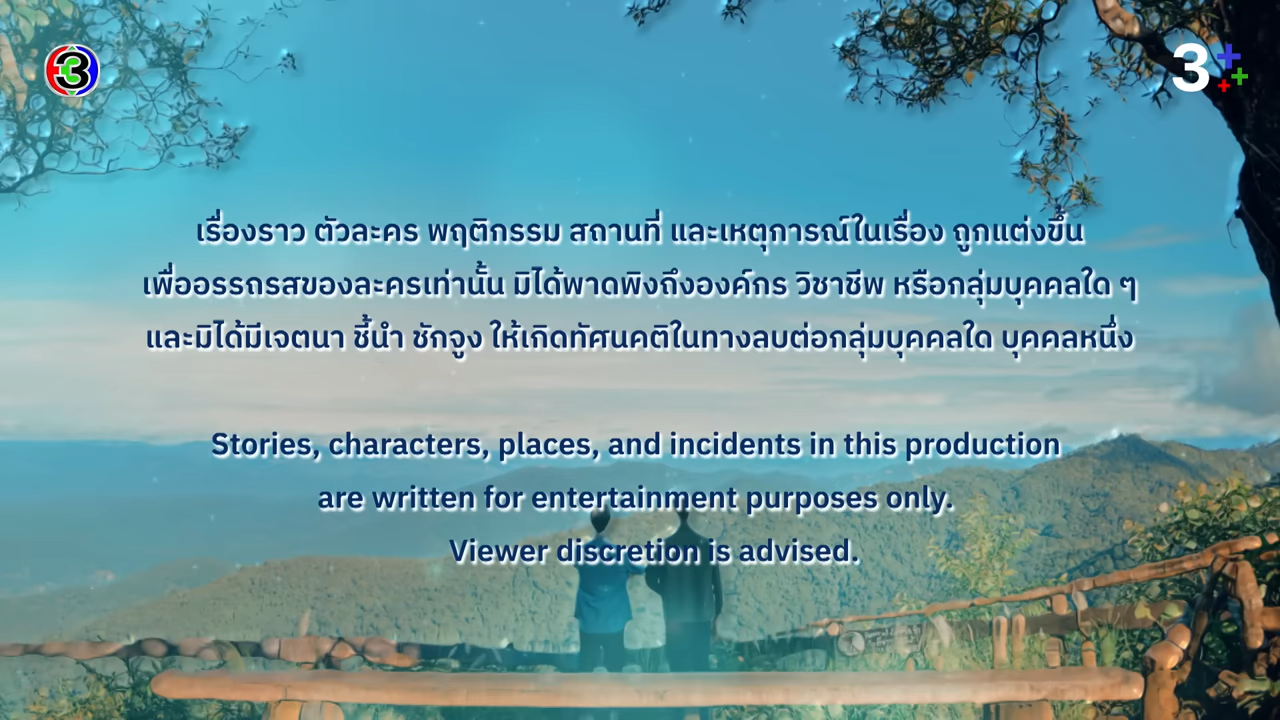 3
3+
เรื่องราว ตัวละคร พฤติกรรม สถานที่ และเหตุการณ์ในเรื่อง ถูกแต่งขึ้น
เพื่ออรรถรสของละครเท่านั้น มิได้พาดพิงถึงองค์กร วิชาชีพ หรือกลุ่มบุคคลใด ๆ
และมิได้มีเจตนา ชี้นำ ชักจูง ให้เกิดทัศนคติในทางลบต่อกลุ่มบุคคลใด บุคคลหนึ่ง
Stories, characters, places, and incidents in this production
are written for entertainment purposes only.
Viewer discretion is advised.